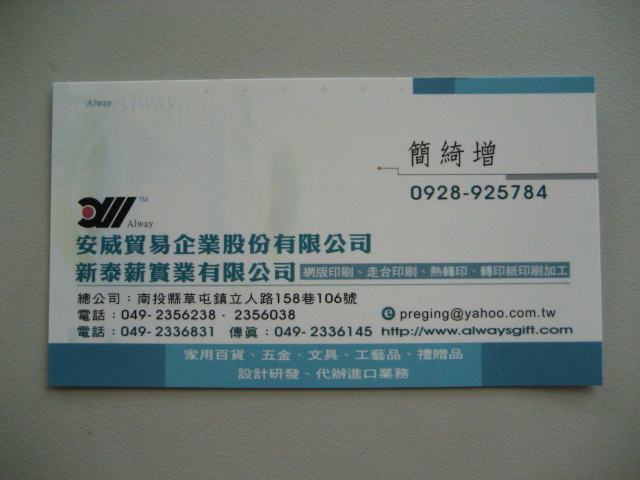 Alway Alway
簡綺增
0928-925784
TM
Alway
安威貿易企業股份有限公司
新泰薪實業有限公司 網版印刷、走台印刷、熱轉印、轉印紙印刷加工
總公司：南投縣草屯鎮立人路158巷106號
電話：049-2356238·2356038 e preging@yahoo.com.tw
電話：049-2336831 傳眞：049-2336145 http://www.alwaysgift.com
家用百貨、五金、文具、工藝品、禮贈品
設計研發、代辦進口業務